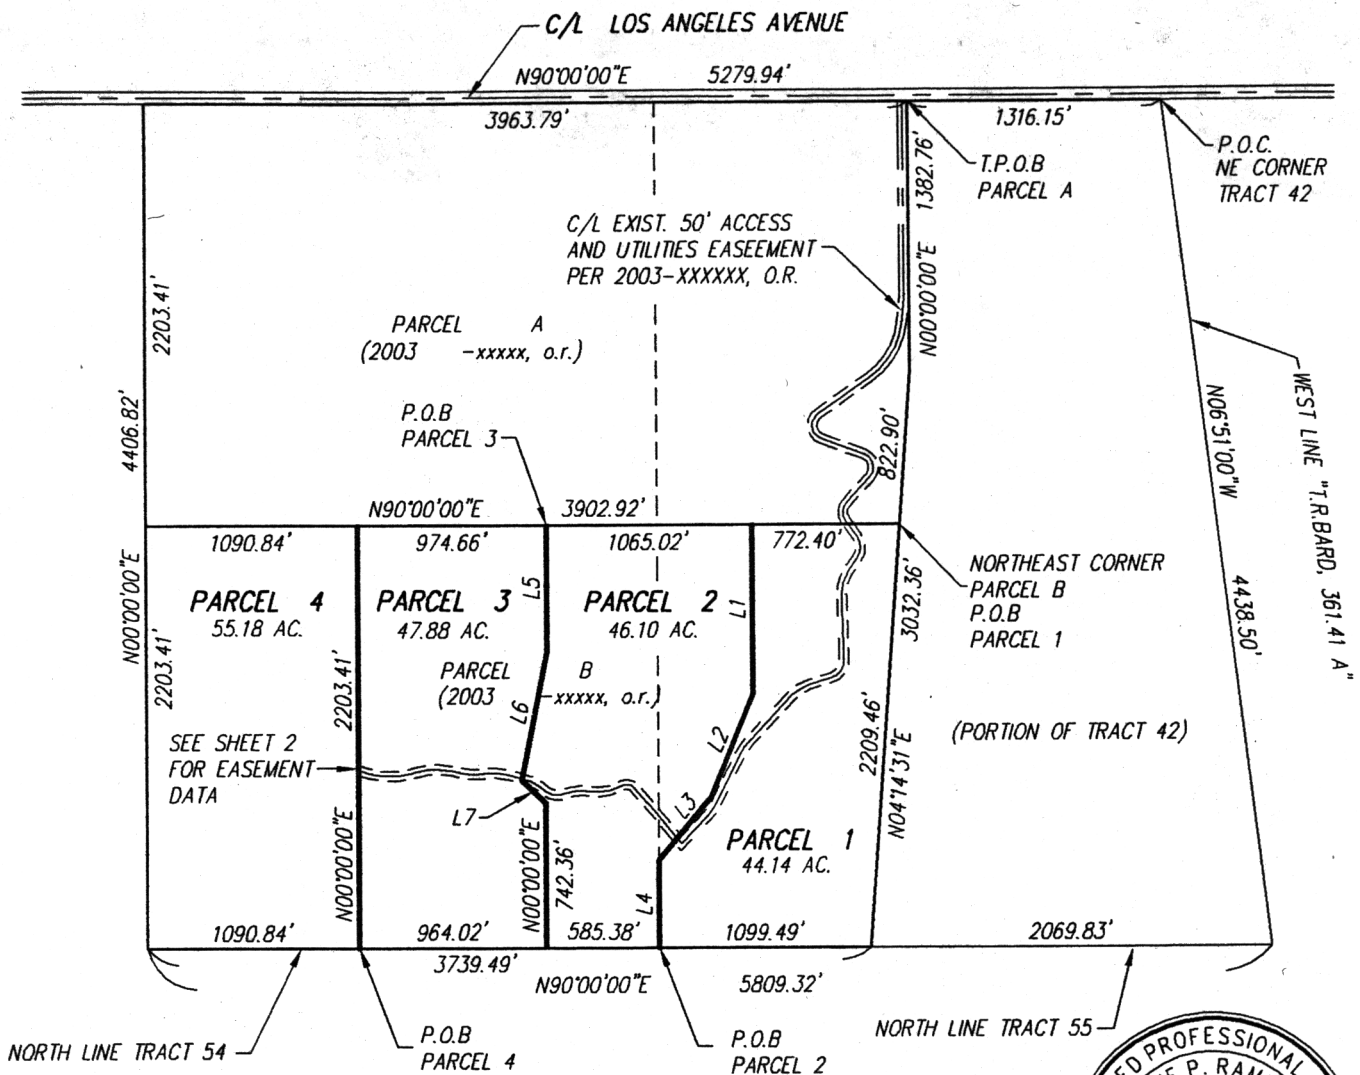 C/L LOS ANGELES AVENUE
N90°00'00"E 5279.94'
3963.79'
1316.15'
1382.76'
T.P.O.B
PARCEL A
P.O.C.
NE CORNER
TRACT 42
C/L EXIST. 50' ACCESS
AND UTILITIES EASEEMENT
PER 2003-XXXXXX, O.R.
N00°00'00"E
2203.41'
PARCEL A
(2003 -xxxxx, o.r.)
4406.82'
P.O.B
PARCEL 3
822.90'
N06°51'00"W
WEST LINE "T.R.BARD, 361.41 A"
N90°00'00"E 3902.92'
1090.84'
974.66'
1065.02'
772.40'
N00°00'00"E
NORTHEAST CORNER
PARCEL B
P.O.B
PARCEL 1
3032.36'
4438.50'
PARCEL 4
55.18 AC.
PARCEL 3
47.88 AC.
L5
PARCEL 2
46.10 AC.
L1
2203.41'
2203.41'
PARCEL B
(2003 -xxxxx, o.r.)
L6
L2
2209.46'
(PORTION OF TRACT 42)
SEE SHEET 2
FOR EASEMENT
DATA
N04°14'31"E
L7
L3
PARCEL 1
44.14 AC.
N00°00'00"E
N00°00'00"E
742.36'
L4
1090.84'
964.02'
585.38'
1099.49'
2069.83'
3739.49'
N90°00'00"E 5809.32'
NORTH LINE TRACT 54
P.O.B
PARCEL 4
P.O.B
PARCEL 2
NORTH LINE TRACT 55
PROFESSIONAL